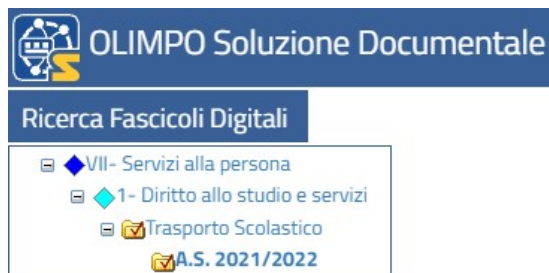 OLIMPO Soluzione Documentale
Ricerca Fascicoli Digitali
VII- Servizi alla persona
1- Diritto allo studio e servizi
Trasporto Scolastico
A.S. 2021/2022